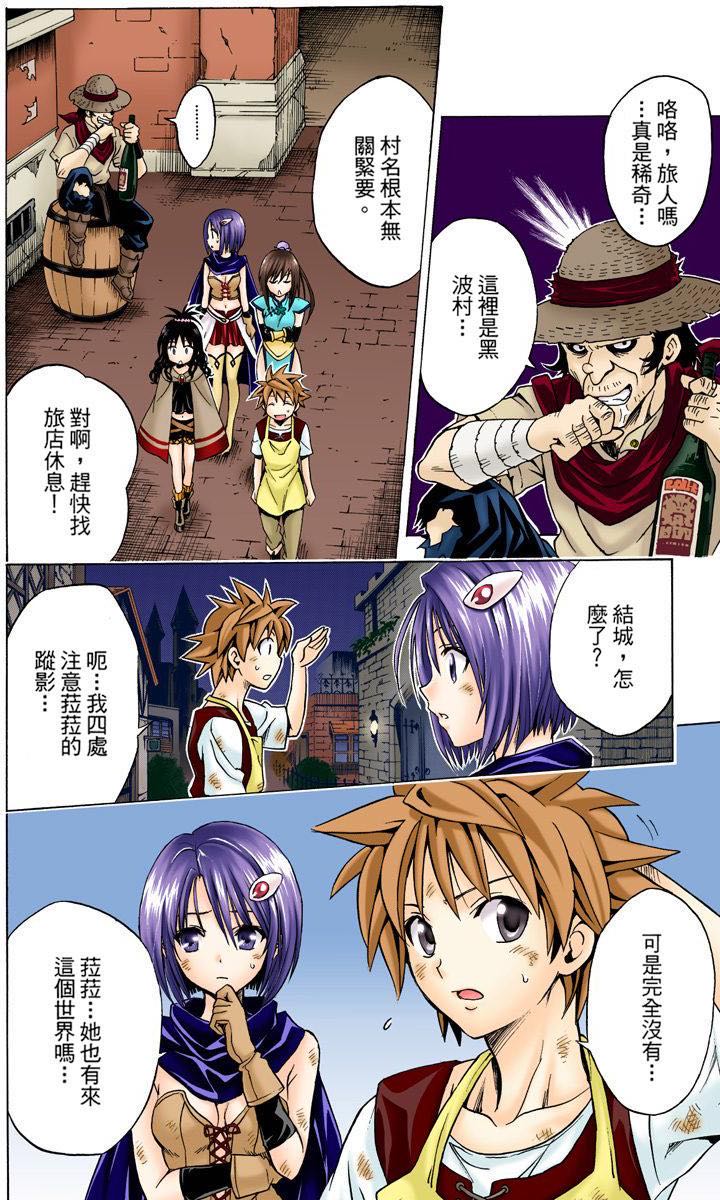 咯咯，旅人嗎
…真是稀奇…
這裡是黑
波村…
………
村名根本無
關緊要。
對啊，趕快找
旅店休息！
結城，怎
麼了？
呃…我四處
注意菈菈的
蹤影…
可是完全沒有…
菈菈…她也有來
這個世界嗎…